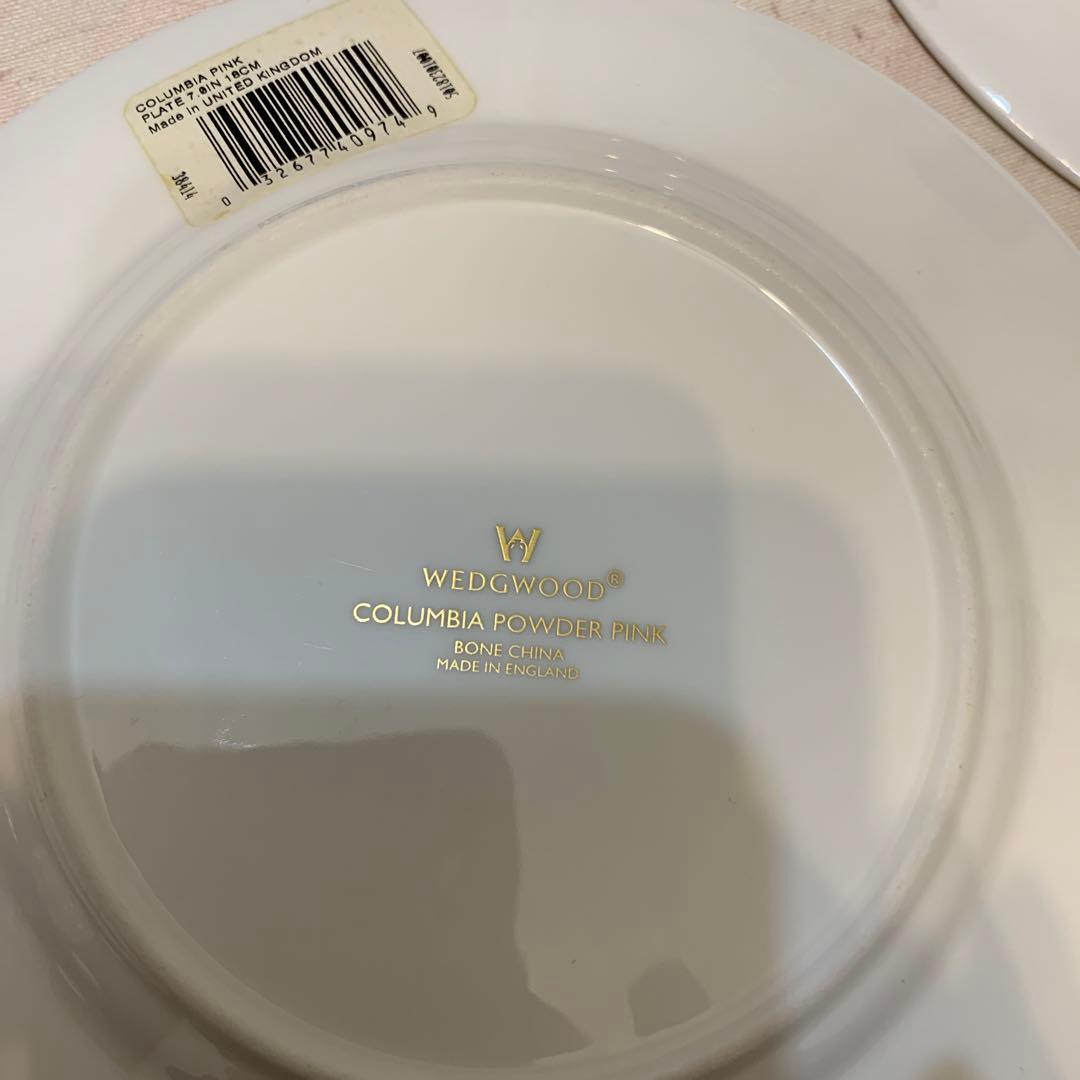 COLUMBIA PINK
PLATE 7.0IN 18CM
Made in UNITED KINGDOM
0 32677 40974 9
38414
WEDGWOOD®
COLUMBIA POWDER PINK
BONE CHINA
MADE IN ENGLAND